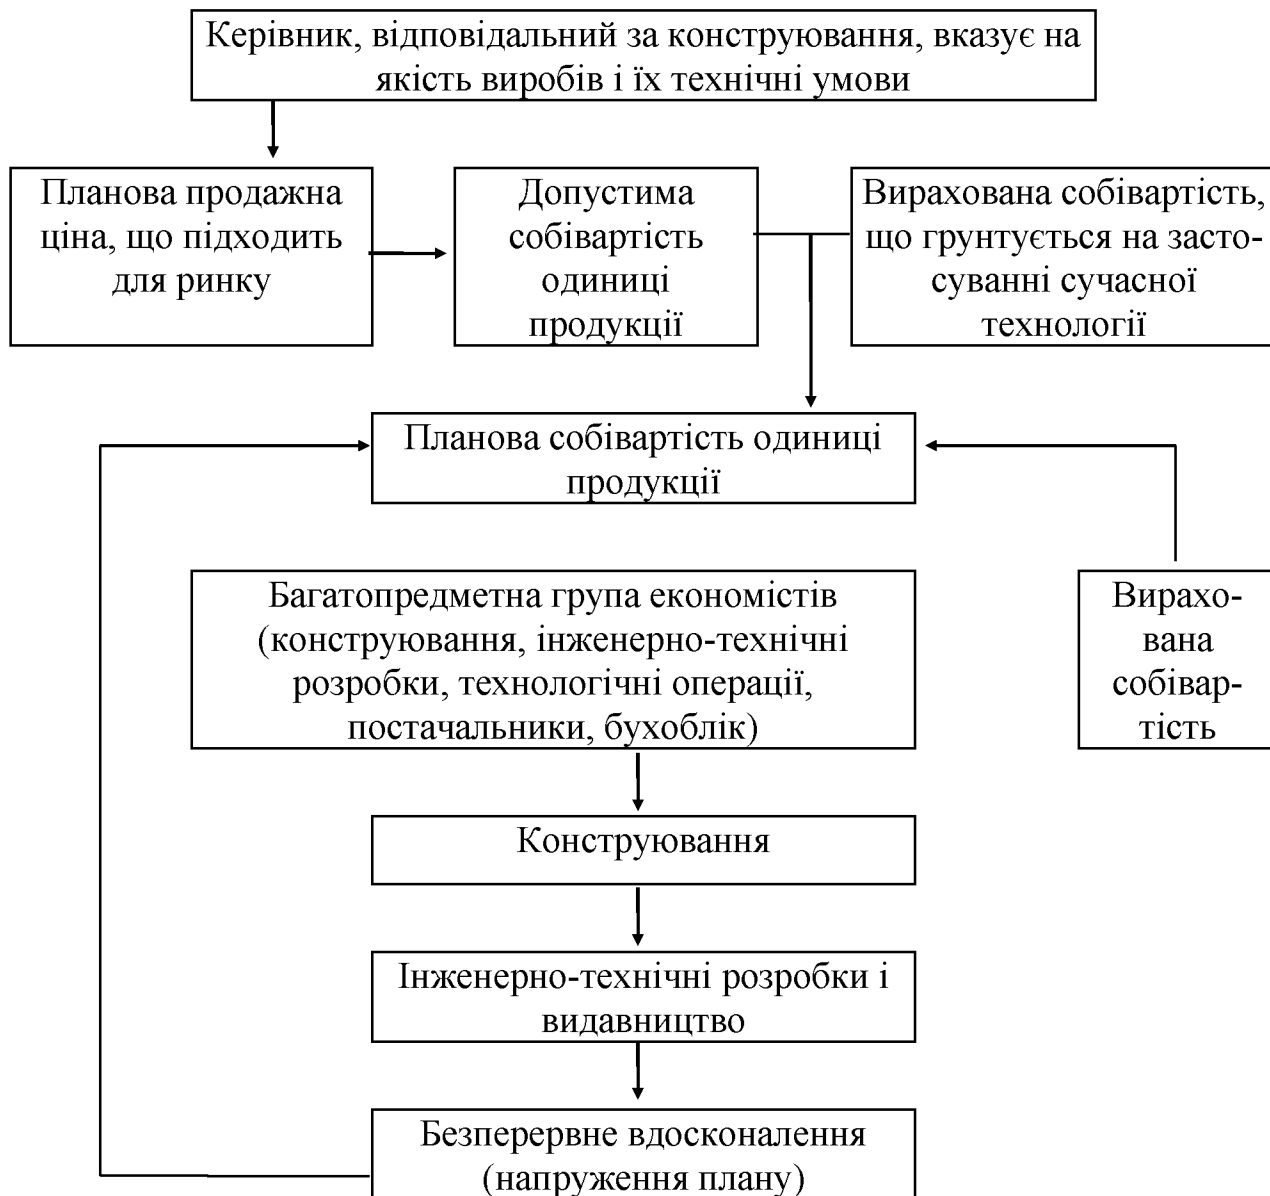 Керівник, відповідальний за конструювання, вказує на
якість виробів і їх технічні умови
Планова продажна
ціна, що підходить
для ринку
Допустима
собівартість
одиниці
продукції
Вирахована собівартість,
що грунтується на засто-
суванні сучасної
технології
Планова собівартість одиниці
продукції
Багатопредметна група економістів
(конструювання, інженерно-технічні
розробки, технологічні операції,
постачальники, бухоблік)
Вирахо-
вана
собівар-
тість
Конструювання
Інженерно-технічні розробки і
видавництво
Безперервне вдосконалення
(напруження плану)